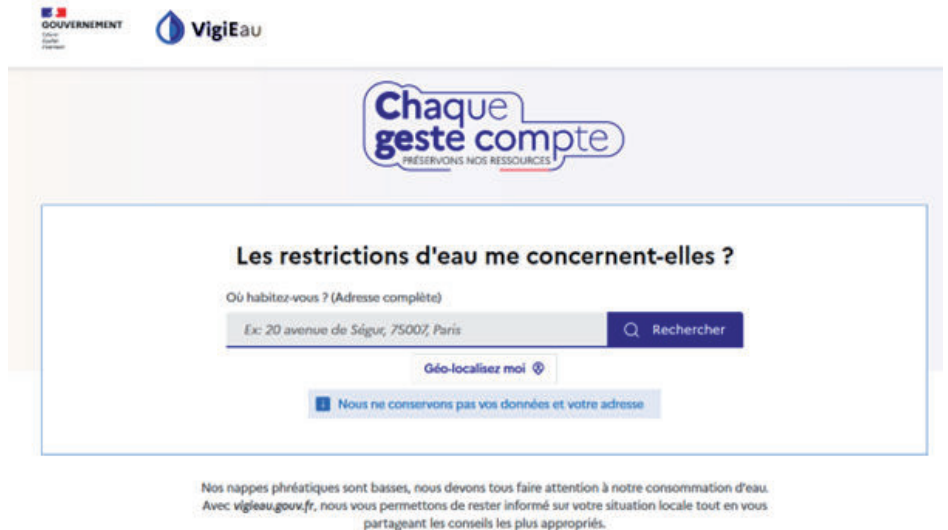 GOUVERNEMENT
VigiEau
Chaque
geste compte
PRÉSERVONS NOS RESSOURCES
Les restrictions d'eau me concernent-elles ?
Où habitez-vous ? (Adresse complète)
Ex: 20 avenue de Ségur, 75007, Paris
Rechercher
Géo-localisez moi
Nous ne conservons pas vos données et votre adresse
Nos nappes phréatiques sont basses, nous devons tous faire attention à notre consommation d'eau.
Avec vigieau.gouv.fr, nous vous permettons de rester informé sur votre situation locale tout en vous
partageant les conseils les plus appropriés.